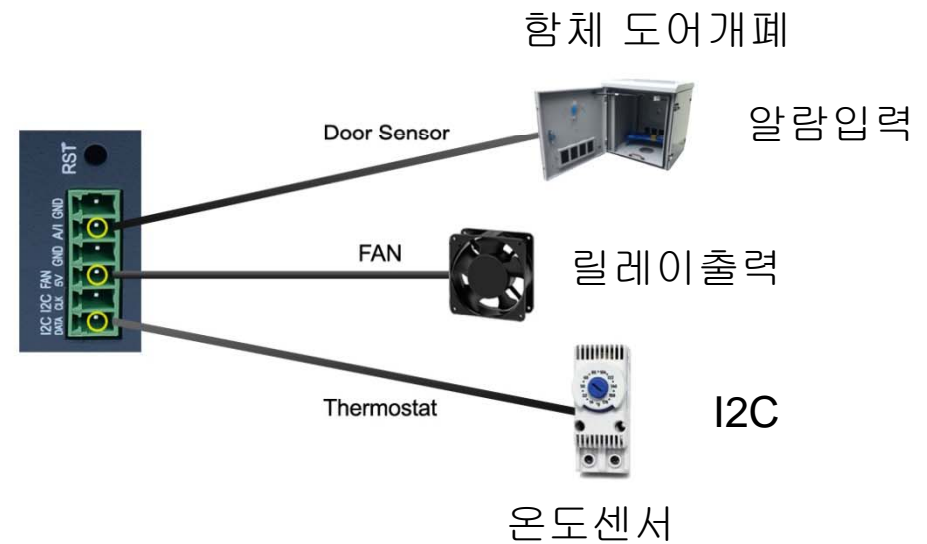 함체 도어개폐
알람입력
Door Sensor
RST
I2C I2C FAN GND A/I GND
DATA CLK 5V
FAN
릴레이출력
Thermostat
I2C
온도센서